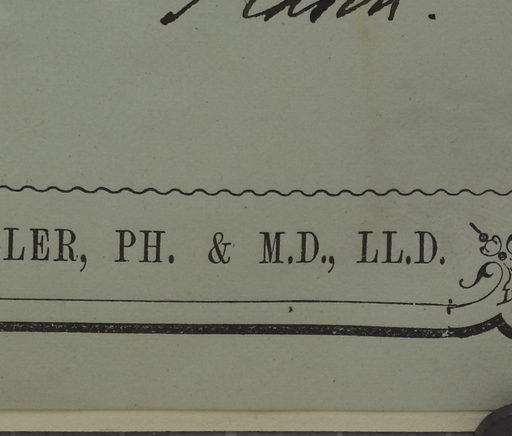 LER, PH. & M.D., LL.D.